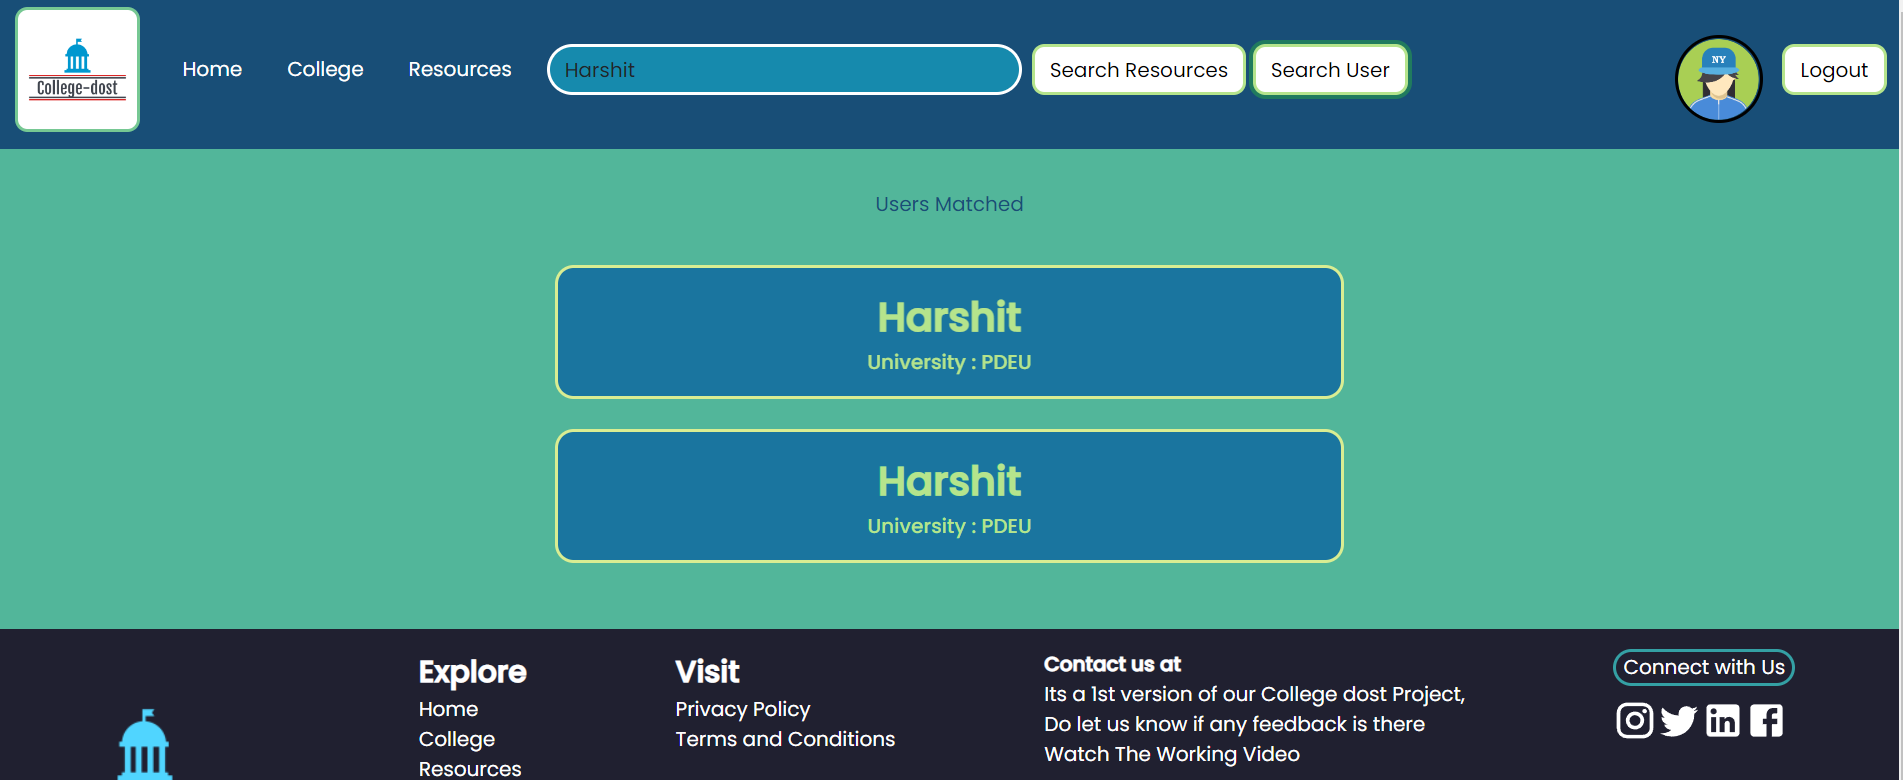 College-dost
Home College Resources Harshit Search Resources Search User NY Logout
Users Matched
Harshit
University : PDEU
Harshit
University : PDEU
Explore
Home
College
Resources
Visit
Privacy Policy
Terms and Conditions
Contact us at
Its a 1st version of our College dost Project,
Do let us know if any feedback is there
Watch The Working Video
Connect with Us